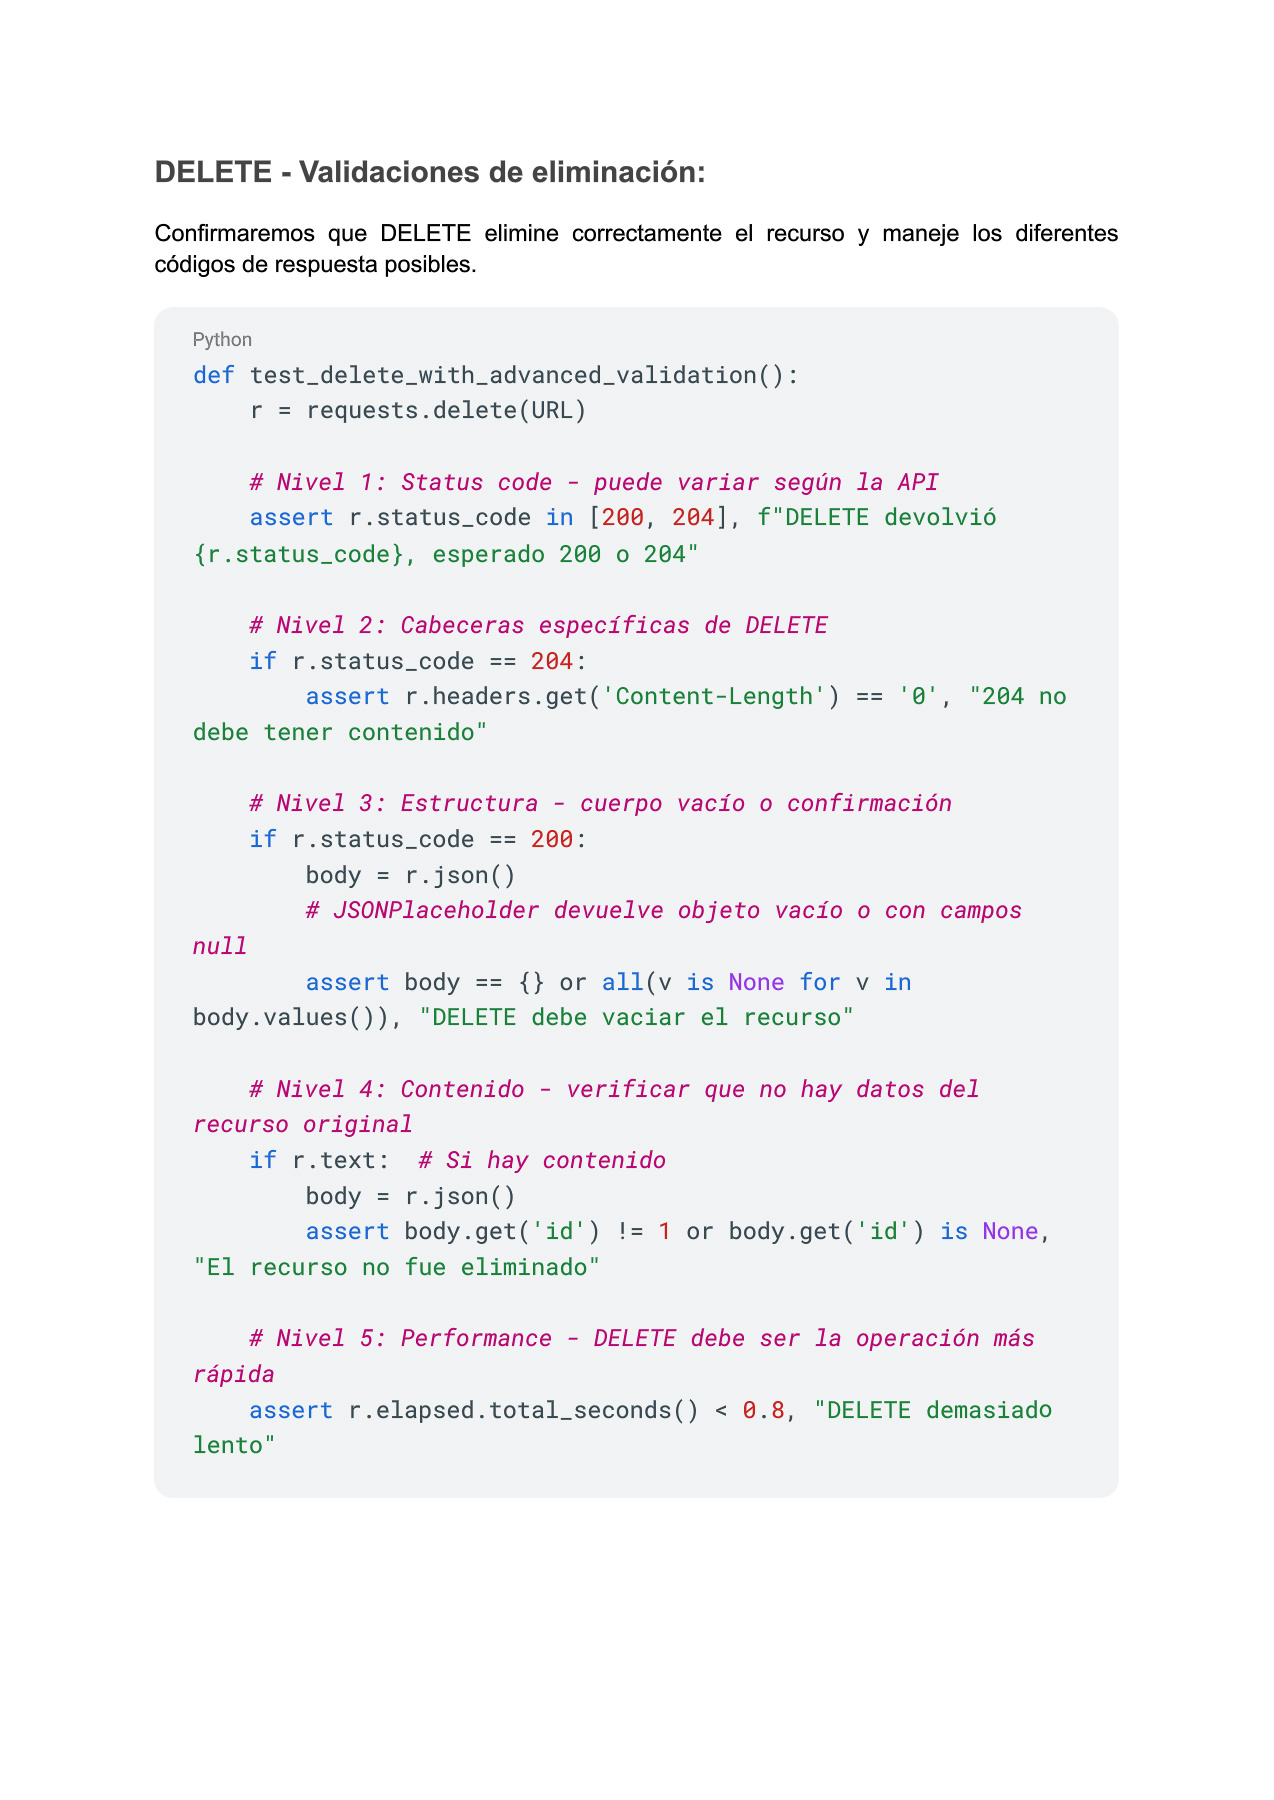 DELETE - Validaciones de eliminación:
Confirmaremos que DELETE elimine correctamente el recurso y maneje los diferentes
códigos de respuesta posibles.
Python
def test_delete_with_advanced_validation():
    r = requests.delete(URL)

    # Nivel 1: Status code - puede variar según la API
    assert r.status_code in [200, 204], f"DELETE devolvió
{r.status_code}, esperado 200 o 204"

    # Nivel 2: Cabeceras específicas de DELETE
    if r.status_code == 204:
        assert r.headers.get('Content-Length') == '0', "204 no
debe tener contenido"

    # Nivel 3: Estructura - cuerpo vacío o confirmación
    if r.status_code == 200:
        body = r.json()
        # JSONPlaceholder devuelve objeto vacío o con campos
null
        assert body == {} or all(v is None for v in
body.values()), "DELETE debe vaciar el recurso"

    # Nivel 4: Contenido - verificar que no hay datos del
recurso original
    if r.text:  # Si hay contenido
        body = r.json()
        assert body.get('id') != 1 or body.get('id') is None,
"El recurso no fue eliminado"

    # Nivel 5: Performance - DELETE debe ser la operación más
rápida
    assert r.elapsed.total_seconds() < 0.8, "DELETE demasiado
lento"